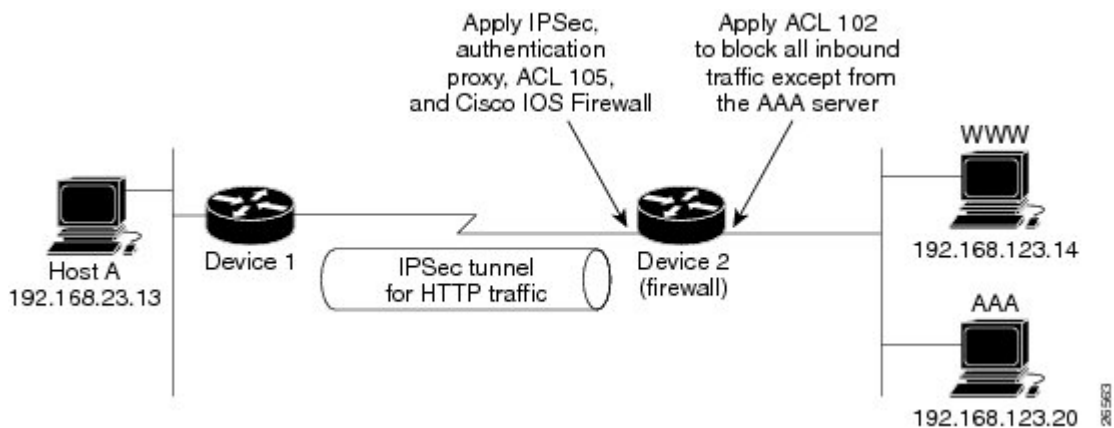 Apply IPSec,
authentication
proxy, ACL 105,
and Cisco IOS Firewall
Apply ACL 102
to block all inbound
traffic except from
the AAA server
WWW
192.168.123.14
Host A
192.168.23.13
Device 1
IPSec tunnel
for HTTP traffic
Device 2
(firewall)
AAA
192.168.123.20
26563